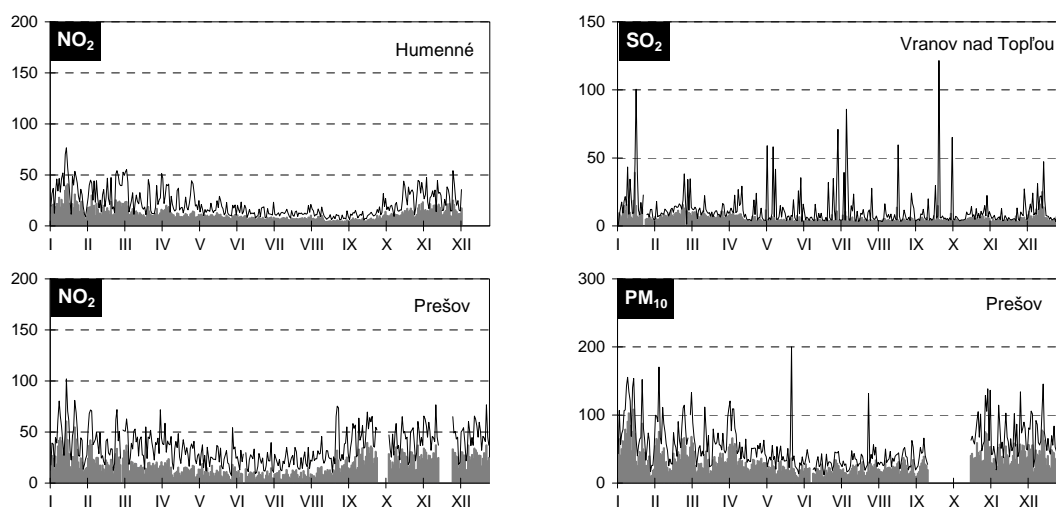 NO₂
Humenné
200
150
100
50
0
I II III IV V VI VII VIII IX X XI XII
SO₂
Vranov nad Topľou
150
100
50
0
I II III IV V VI VII VIII IX X XI XII
NO₂
Prešov
200
150
100
50
0
I II III IV V VI VII VIII IX X XI XII
PM₁₀
Prešov
300
200
100
0
I II III IV V VI VII VIII IX X XI XII